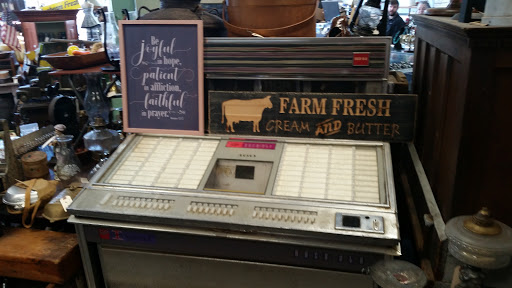 Be
joyful
in hope,
patient
in affliction,
faithful
in prayer.
FARM FRESH
CREAM AND BUTTER